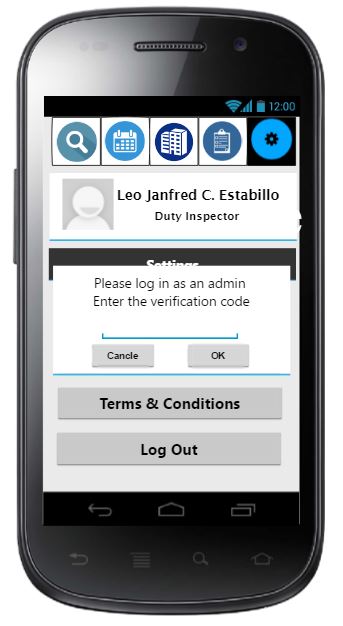 12:00
Leo Janfred C. Estabillo
Duty Inspector
Settings
Please log in as an admin
Enter the verification code
Cancle
OK
Terms & Conditions
Log Out